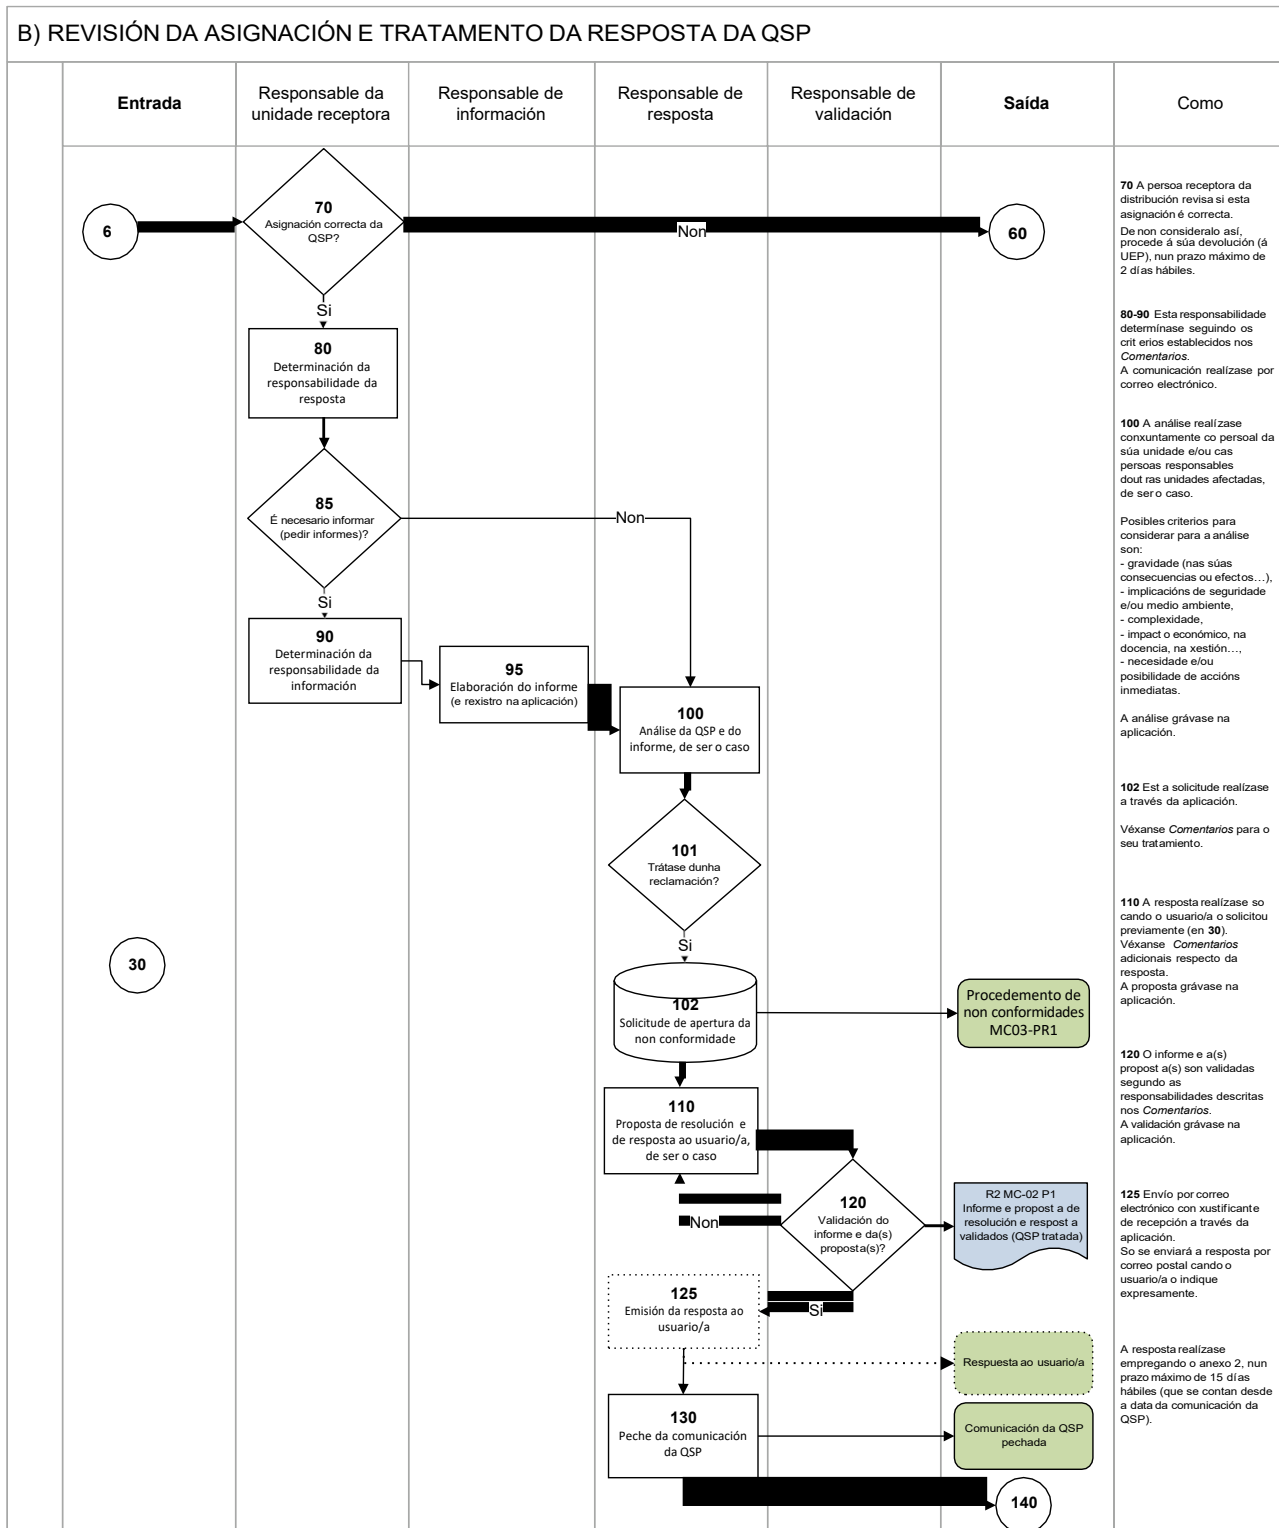 B) REVISIÓN DA ASIGNACIÓN E TRATAMENTO DA RESPOSTA DA QSP
Entrada
Responsable da
unidade receptora
Responsable de
información
Responsable de
resposta
Responsable de
validación
Saída
Como
6
70
Asignación correcta da
QSP?
Non
60
Si
80
Determinación da
responsabilidade da
resposta
85
É necesario informar
(pedir informes)?
Non
Si
90
Determinación da
responsabilidade da
información
95
Elaboración do informe
(e rexistro na aplicación)
100
Análise da QSP e do
informe, de ser o caso
101
Trátase dunha
reclamación?
Si
30
102
Solicitude de apertura da
non conformidade
Procedemento de
non conformidades
MC03-PR1
110
Proposta de resolución e
de resposta ao usuario/a,
de ser o caso
120
Validación do
informe e da(s)
proposta(s)?
Non
Si
R2 MC-02 P1
Informe e propost a de
resolución e respost a
validados (QSP tratada)
125
Emisión da resposta ao
usuario/a
Respuesta ao usuario/a
130
Peche da comunicación
da QSP
Comunicación da QSP
pechada
140
70 A persoa receptora da
distribución revisa si esta
asignación é correcta.
De non consideralo así,
procede á súa devolución (á
UEP), nun prazo máximo de
2 días hábiles.
80-90 Esta responsabilidade
determínase seguindo os
crit erios establecidos nos
Comentarios.
A comunicación realízase por
correo electrónico.
100 A análise realízase
conxuntamente co persoal da
súa unidade e/ou cas
persoas responsables
dout ras unidades afectadas,
de ser o caso.
Posibles criterios para
considerar para a análise
son:
- gravidade (nas súas
consecuencias ou efectos…),
- implicacións de seguridade
e/ou medio ambiente,
- complexidade,
- impact o económico, na
docencia, na xestión…,
- necesidade e/ou
posibilidade de accións
inmediatas.
A análise grávase na
aplicación.
102 Est a solicitude realízase
a través da aplicación.
Véxanse Comentarios para o
seu tratamiento.
110 A resposta realízase so
cando o usuario/a o solicitou
previamente (en 30).
Véxanse Comentarios
adicionais respecto da
resposta.
A proposta grávase na
aplicación.
120 O informe e a(s)
propost a(s) son validadas
segundo as
responsabilidades descritas
nos Comentarios.
A validación grávase na
aplicación.
125 Envío por correo
electrónico con xustificante
de recepción a través da
aplicación.
So se enviará a resposta por
correo postal cando o
usuario/a o indique
expresamente.
A resposta realízase
empregando o anexo 2, nun
prazo máximo de 15 días
hábiles (que se contan desde
a data da comunicación da
QSP).